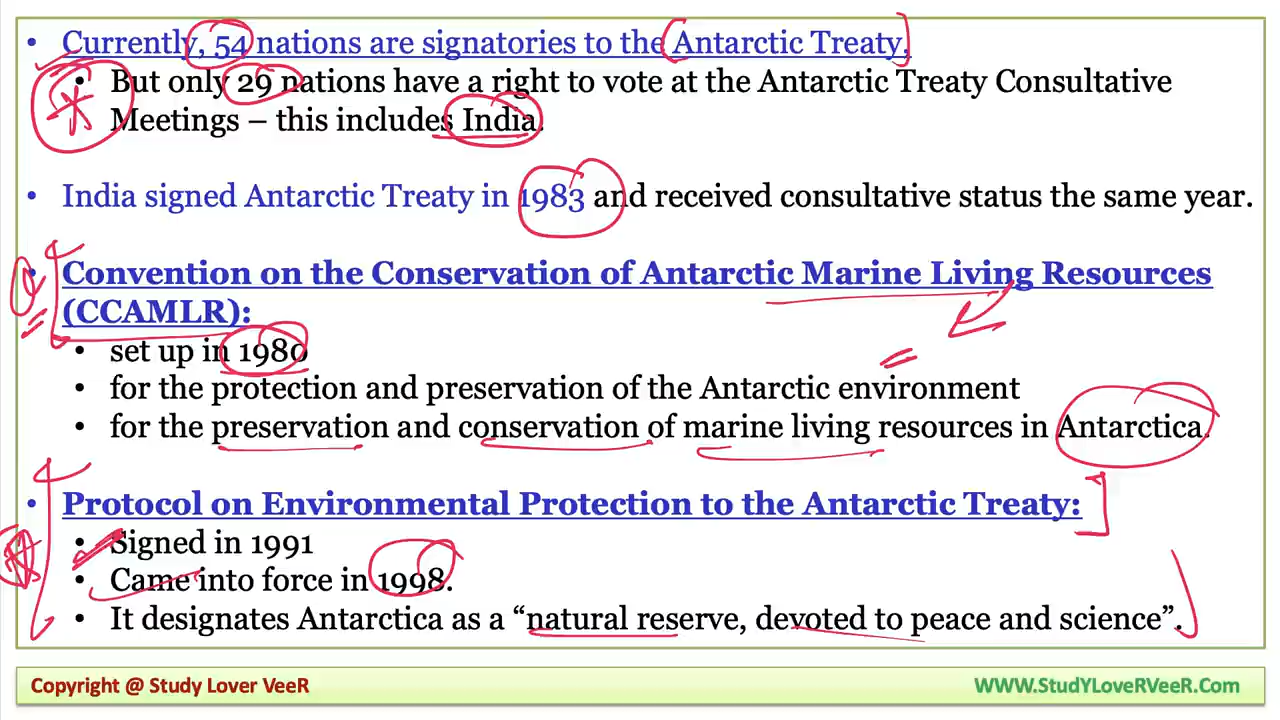 • Currently, 54 nations are signatories to the Antarctic Treaty.
• But only 29 nations have a right to vote at the Antarctic Treaty Consultative
Meetings – this includes India.
• India signed Antarctic Treaty in 1983 and received consultative status the same year.
• Convention on the Conservation of Antarctic Marine Living Resources
(CCAMLR):
• set up in 1980
• for the protection and preservation of the Antarctic environment
• for the preservation and conservation of marine living resources in Antarctica.
• Protocol on Environmental Protection to the Antarctic Treaty:
• Signed in 1991
• Came into force in 1998.
• It designates Antarctica as a “natural reserve, devoted to peace and science”.
Copyright @ Study Lover VeeR
WWW.StudYLoveRVeeR.Com